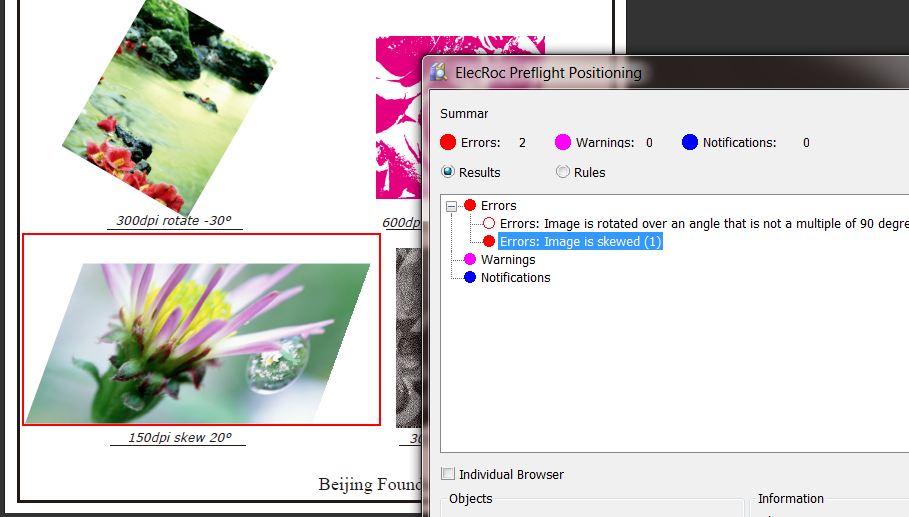 300dpi rotate -30°
600dp
150dpi skew 20°
30
Beijing Found
ElecRoc Preflight Positioning
Summar
Errors: 2 Warnings: 0 Notifications: 0
Results Rules
Errors
Errors: Image is rotated over an angle that is not a multiple of 90 degre
Errors: Image is skewed (1)
Warnings
Notifications
Individual Browser
Objects Information